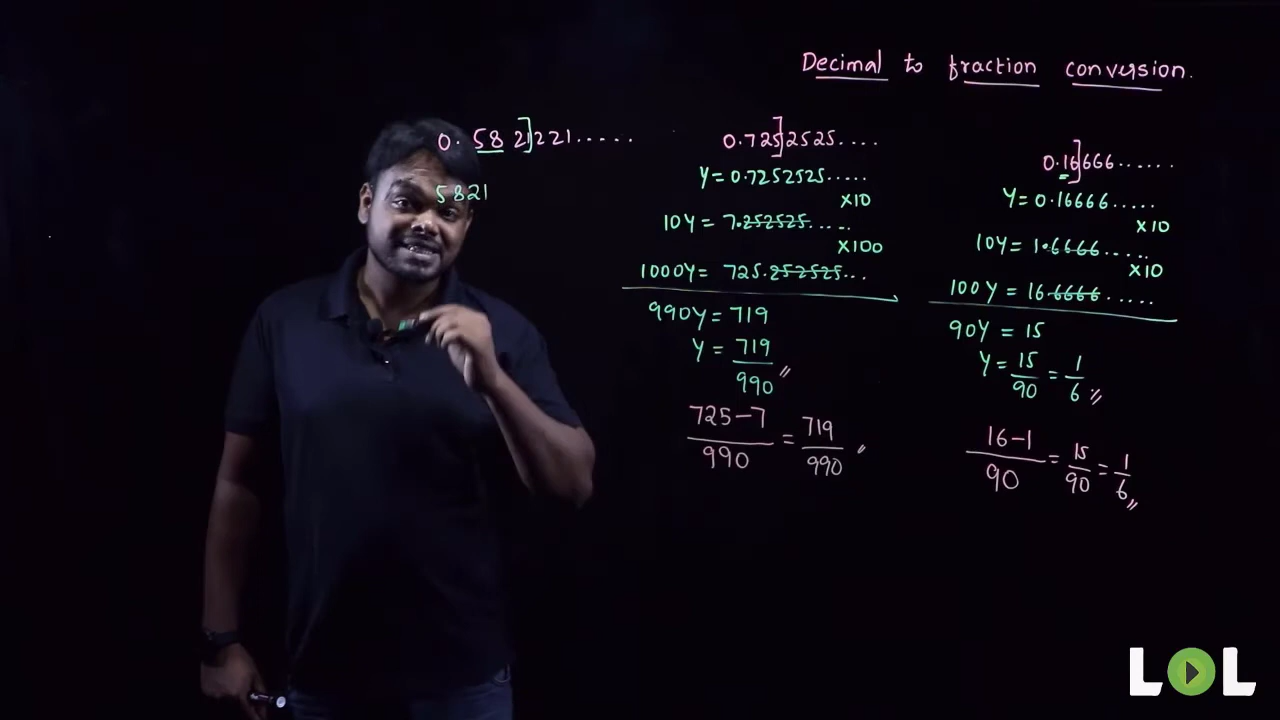 Decimal to fraction conversion.
0.58 21]221.....
5821
0.725]2525....
Y = 0.7252525.....
×10
10Y = 7.252525.....
×100
1000Y = 725.252525...
990Y = 719
Y = 719/990 //
725-7/990 = 719/990 //
0.16]666......
Y = 0.16666.....
×10
10Y = 1.6666.....
×10
100Y = 16.6666.....
90Y = 15
Y = 15/90 = 1/6 //
16-1/90 = 15/90 = 1/6 //
LOL